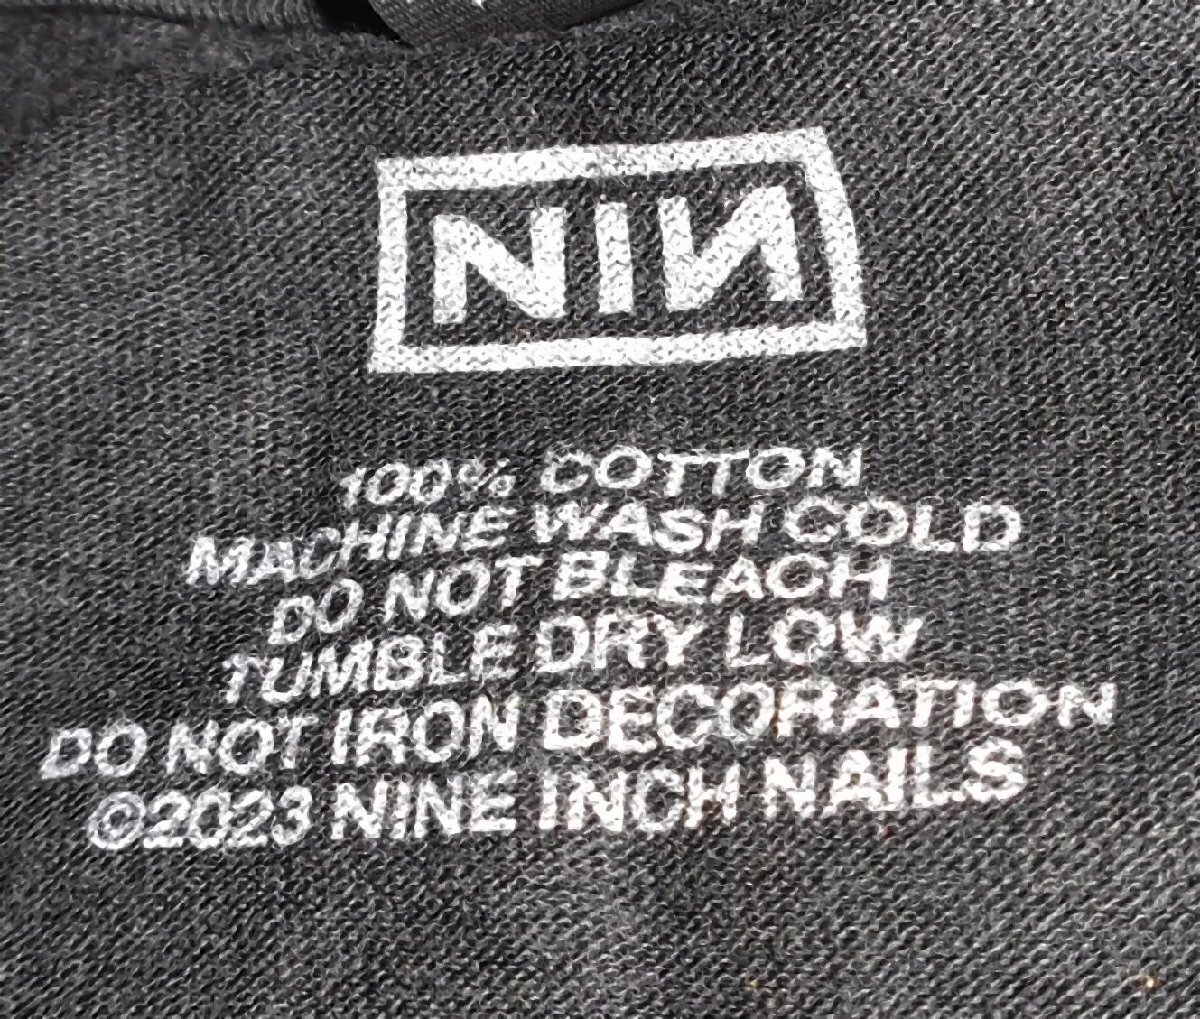 NIИ
100% COTTON
MACHINE WASH COLD
DO NOT BLEACH
TUMBLE DRY LOW
DO NOT IRON DECORATION
©2023 NINE INCH NAILS